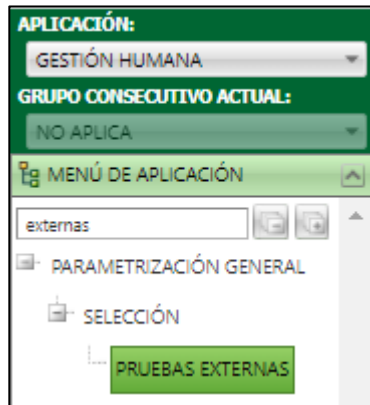 APLICACIÓN:
GESTIÓN HUMANA
GRUPO CONSECUTIVO ACTUAL:
NO APLICA
MENÚ DE APLICACIÓN
externas
PARAMETRIZACIÓN GENERAL
SELECCIÓN
PRUEBAS EXTERNAS